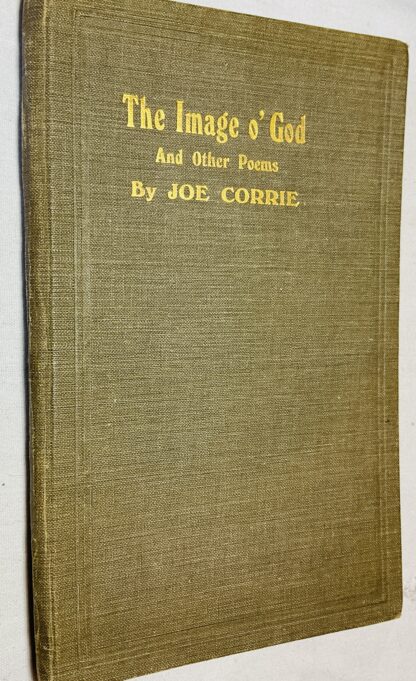 The Image o' God
And Other Poems
By JOE CORRIE